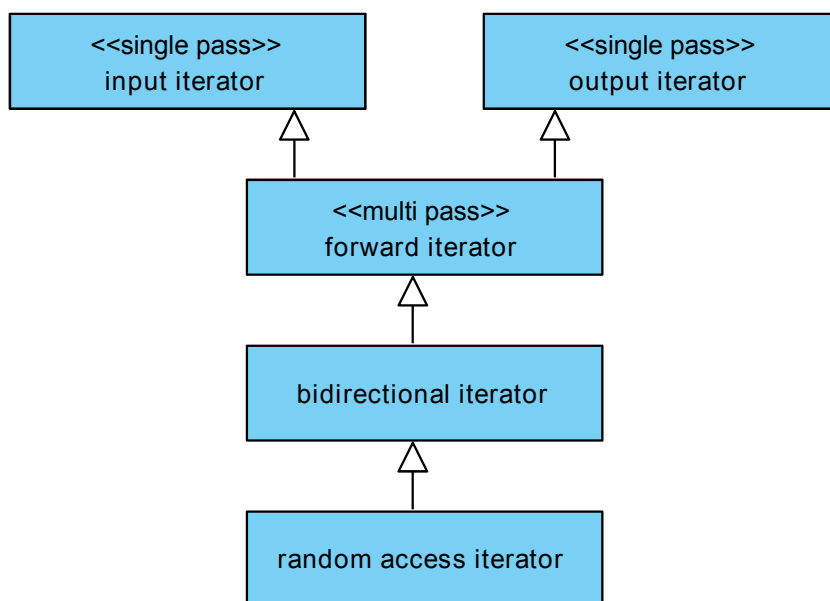 <<single pass>>
input iterator
<<single pass>>
output iterator
<<multi pass>>
forward iterator
bidirectional iterator
random access iterator